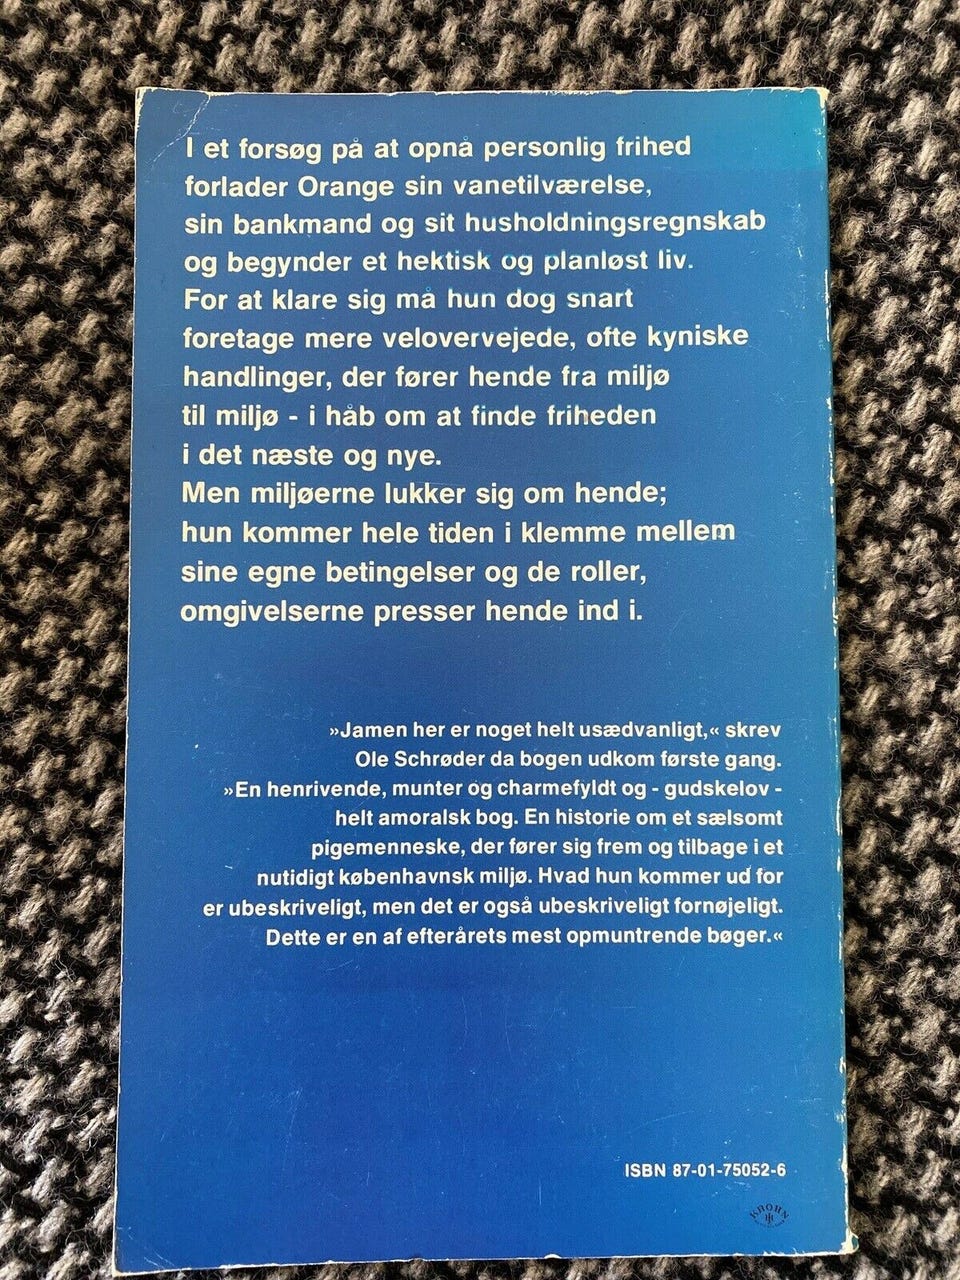 I et forsøg på at opnå personlig frihed
forlader Orange sin vanetilværelse,
sin bankmand og sit husholdningsregnskab
og begynder et hektisk og planløst liv.
For at klare sig må hun dog snart
foretage mere velovervejede, ofte kyniske
handlinger, der fører hende fra miljø
til miljø - i håb om at finde friheden
i det næste og nye.
Men miljøerne lukker sig om hende;
hun kommer hele tiden i klemme mellem
sine egne betingelser og de roller,
omgivelserne presser hende ind i.
»Jamen her er noget helt usædvanligt,« skrev
Ole Schrøder da bogen udkom første gang.
»En henrivende, munter og charmefyldt og - gudskelov -
helt amoralsk bog. En historie om et sælsomt
pigemenneske, der fører sig frem og tilbage i et
nutidigt københavnsk miljø. Hvad hun kommer ud for
er ubeskriveligt, men det er også ubeskriveligt fornøjeligt.
Dette er en af efterårets mest opmuntrende bøger.«
ISBN 87-01-75052-6
KROHN